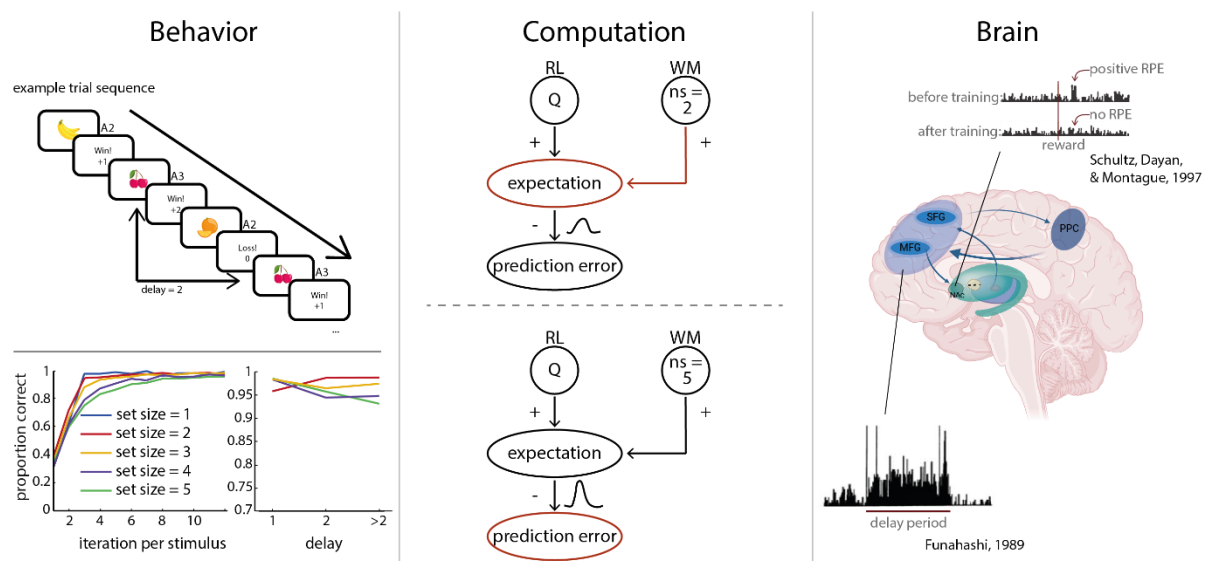 Behavior
example trial sequence
A2
Win!
+1
A3
Win!
+2
A2
Loss!
0
A3
Win!
+1
...
delay = 2
proportion correct
1
0.8
0.6
0.4
0.2
0
set size = 1
set size = 2
set size = 3
set size = 4
set size = 5
2 4 6 8 10
iteration per stimulus
1
0.95
0.9
0.85
0.8
0.75
0.7
1 2 >2
delay
Computation
RL
WM
Q
ns =
2
+
+
expectation
-
prediction error
RL
WM
Q
ns =
5
+
+
expectation
-
prediction error
Brain
positive RPE
before training:
no RPE
after training:
reward
Schultz, Dayan,
& Montague, 1997
SFG
PPC
MFG
NAc
delay period
Funahashi, 1989